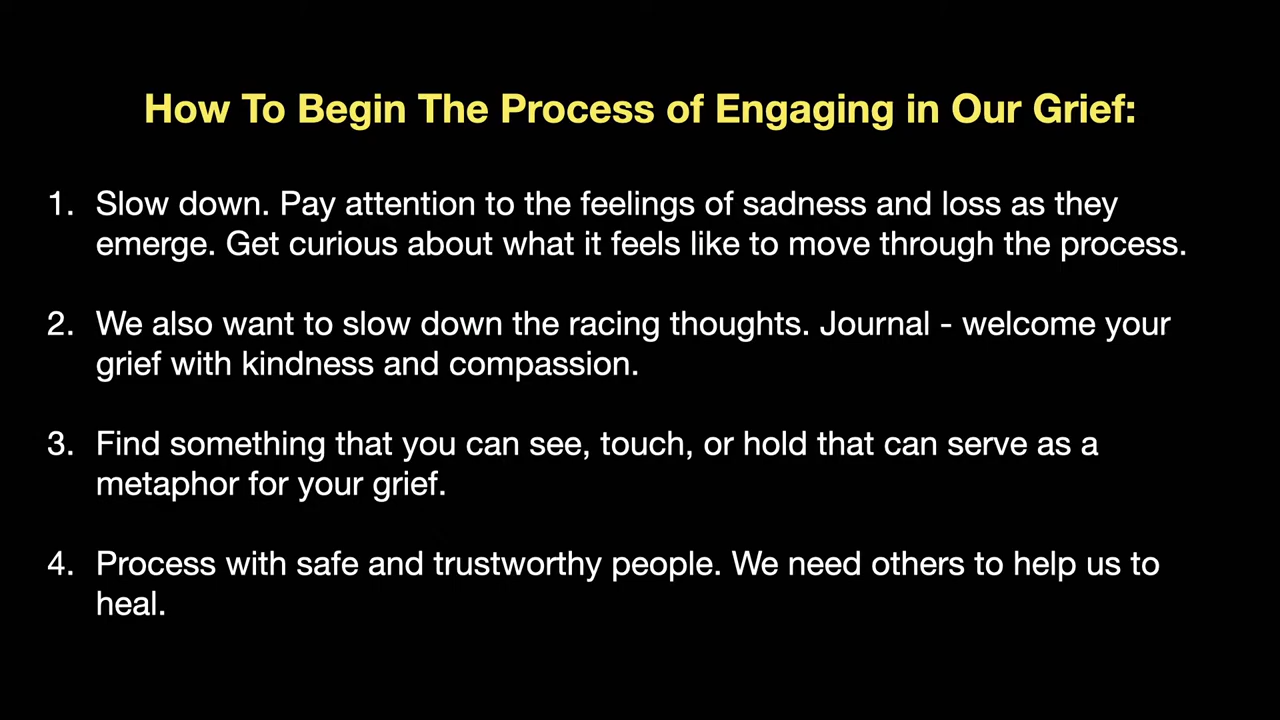 How To Begin The Process of Engaging in Our Grief:
1. Slow down. Pay attention to the feelings of sadness and loss as they
emerge. Get curious about what it feels like to move through the process.
2. We also want to slow down the racing thoughts. Journal - welcome your
grief with kindness and compassion.
3. Find something that you can see, touch, or hold that can serve as a
metaphor for your grief.
4. Process with safe and trustworthy people. We need others to help us to
heal.